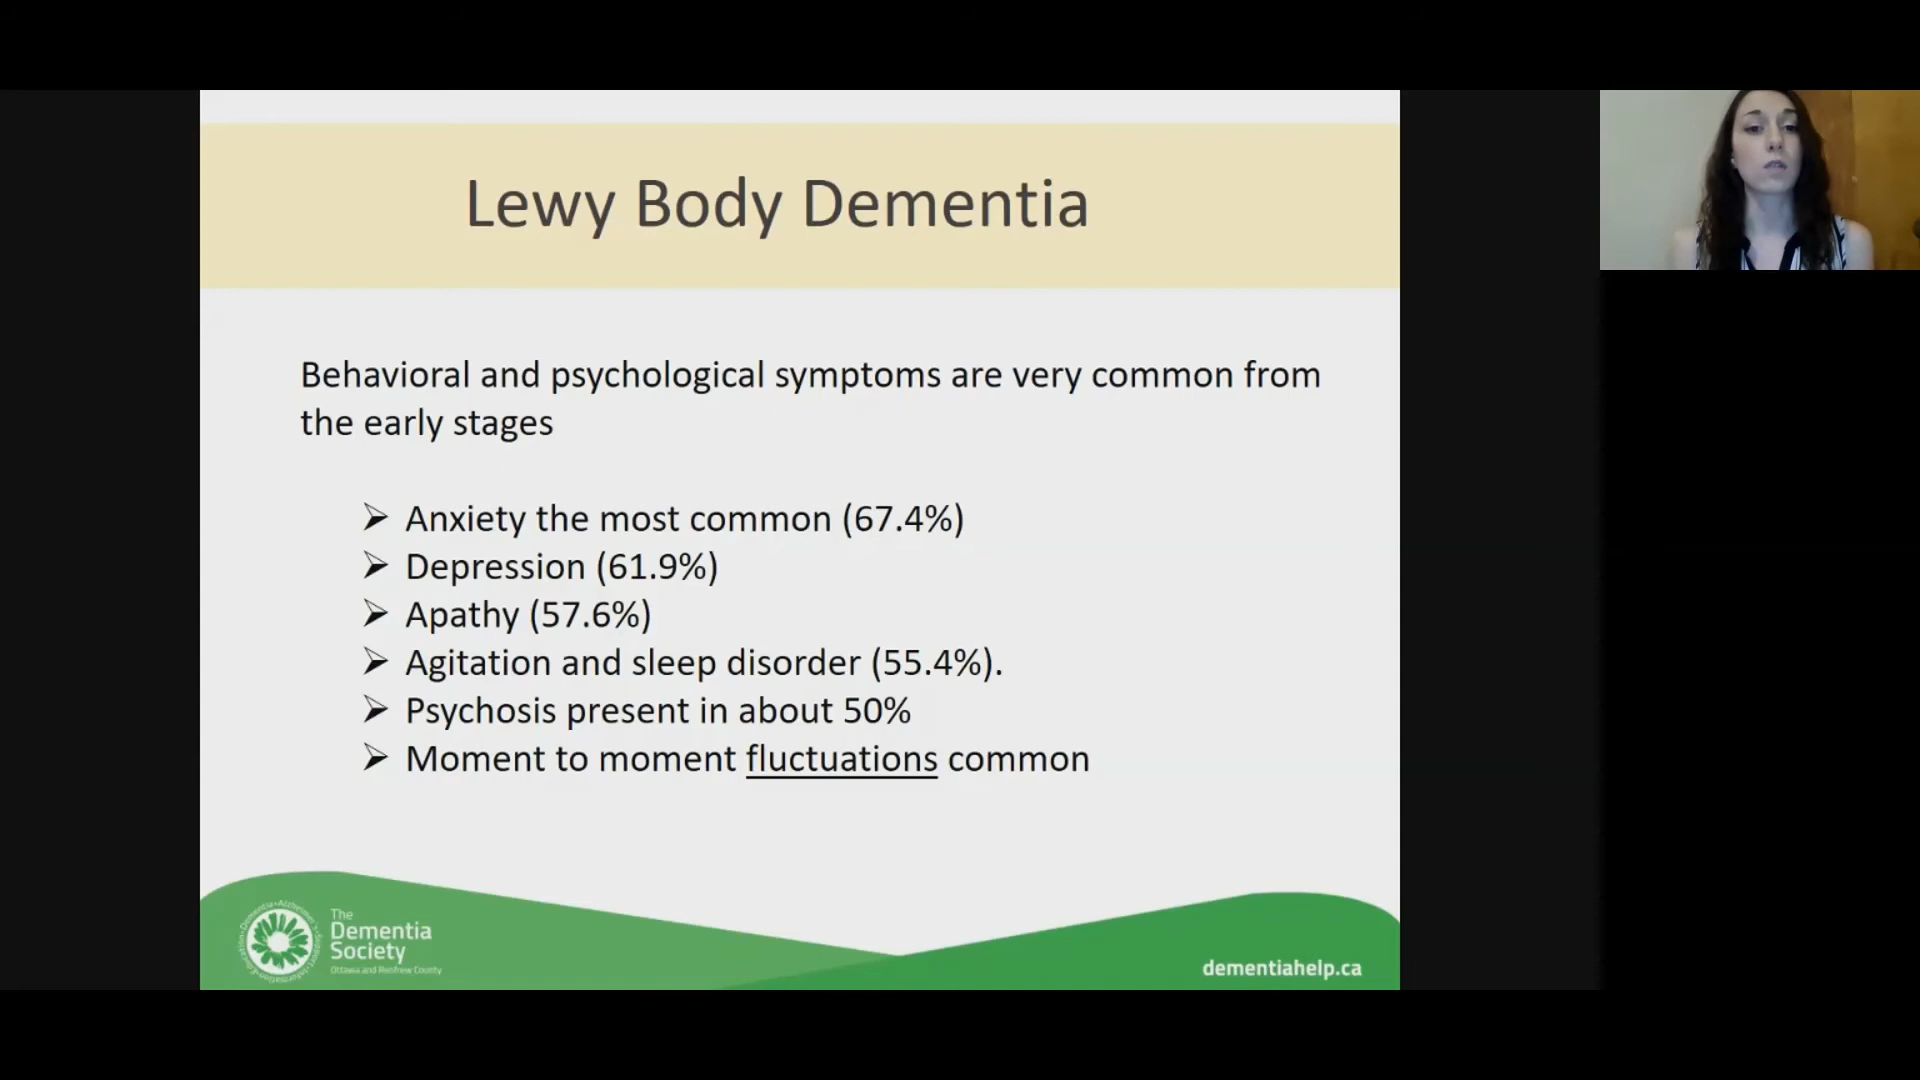 Lewy Body Dementia
Behavioral and psychological symptoms are very common from
the early stages
➢ Anxiety the most common (67.4%)
➢ Depression (61.9%)
➢ Apathy (57.6%)
➢ Agitation and sleep disorder (55.4%).
➢ Psychosis present in about 50%
➢ Moment to moment fluctuations common
The
Dementia
Society
Ottawa and Renfrew County
dementiahelp.ca